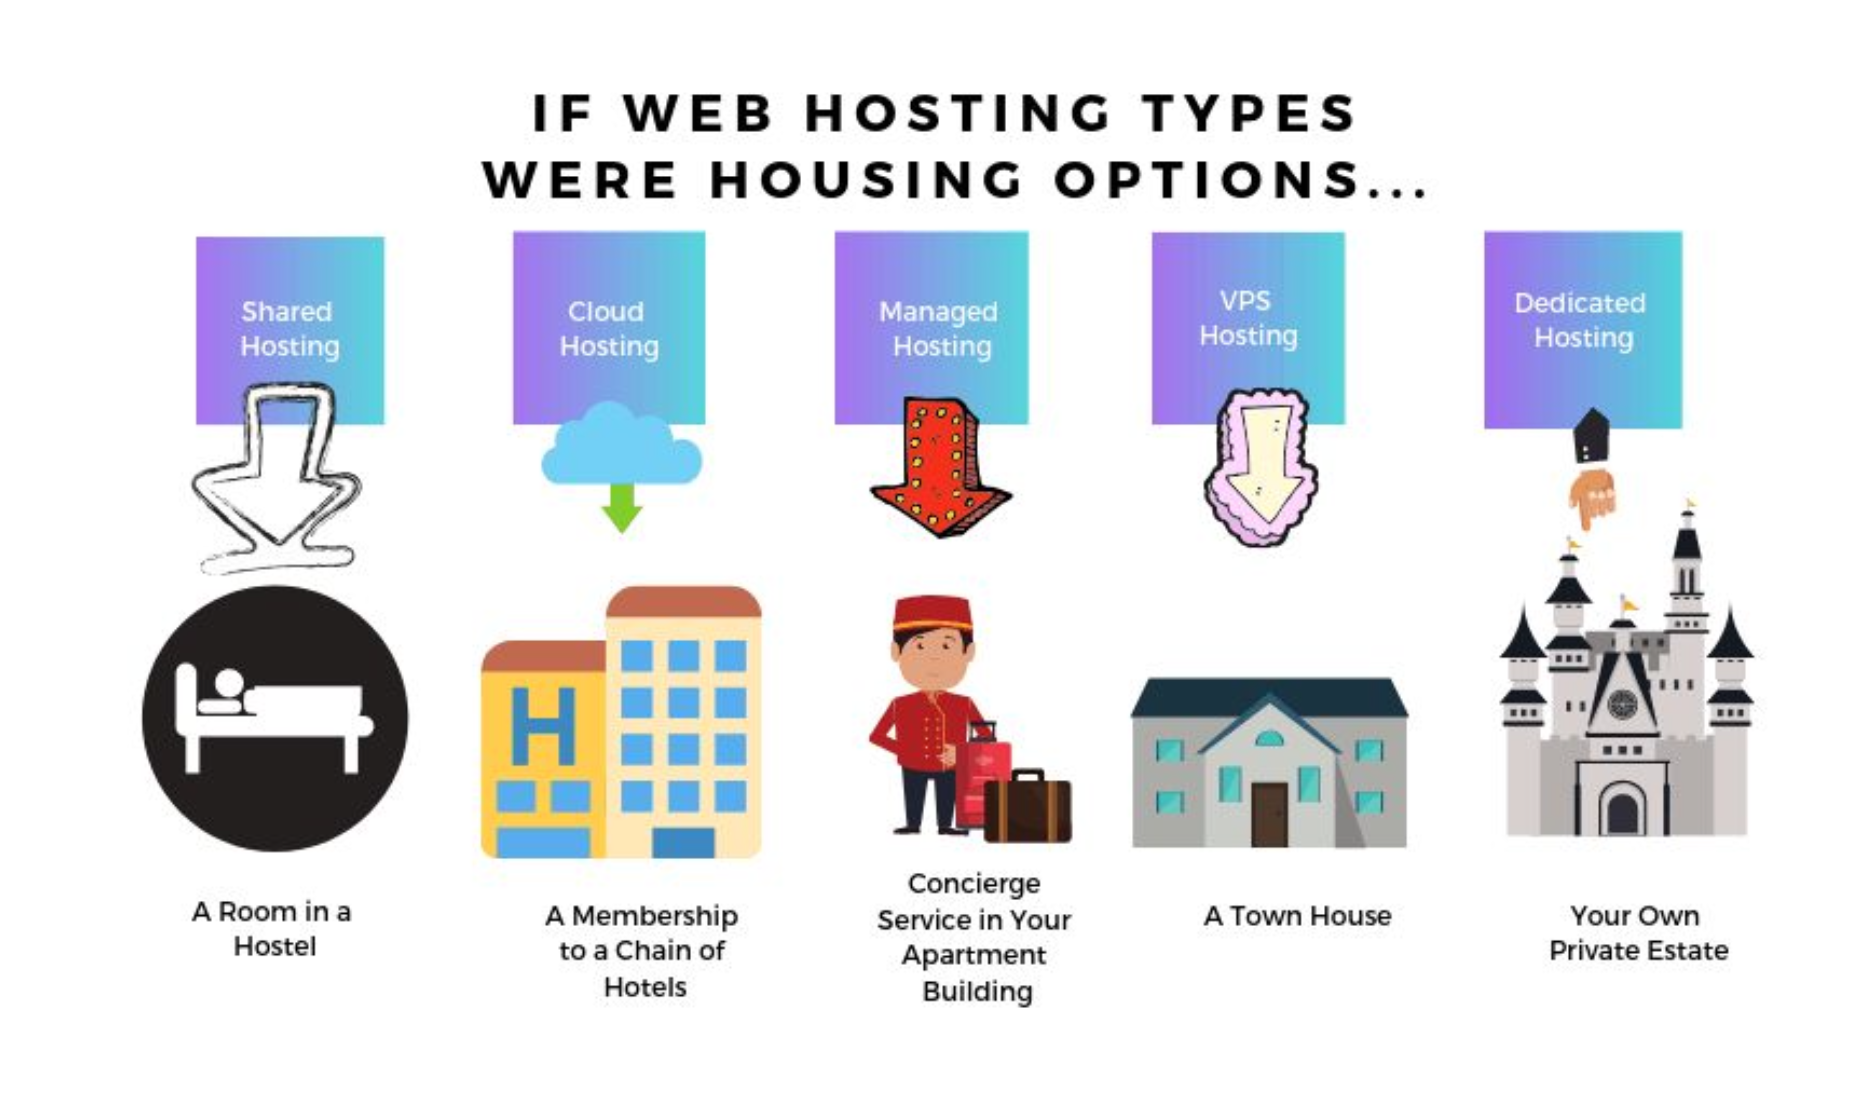 IF WEB HOSTING TYPES
WERE HOUSING OPTIONS...
Shared
Hosting
Cloud
Hosting
Managed
Hosting
VPS
Hosting
Dedicated
Hosting
H
A Room in a
Hostel
A Membership
to a Chain of
Hotels
Concierge
Service in Your
Apartment
Building
A Town House
Your Own
Private Estate